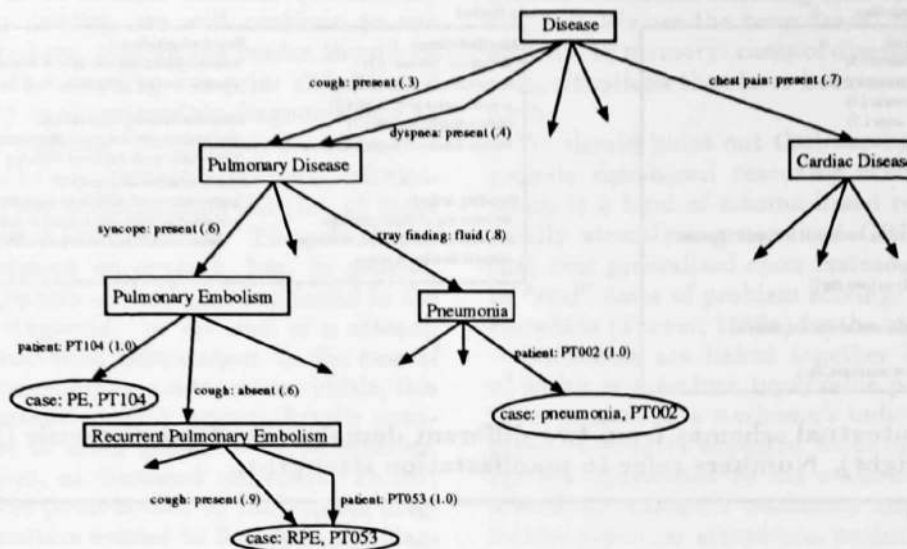 Disease
cough: present (.3)
chest pain: present (.7)
dyspnea: present (.4)
Pulmonary Disease
Cardiac Disease
syncope: present (.6)
xray finding: fluid (.8)
Pulmonary Embolism
Pneumonia
patient: PT104 (1.0)
patient: PT002 (1.0)
cough: absent (.6)
case: PE, PT104
case: pneumonia, PT002
Recurrent Pulmonary Embolism
cough: present (.9)
patient: PT053 (1.0)
case: RPE, PT053